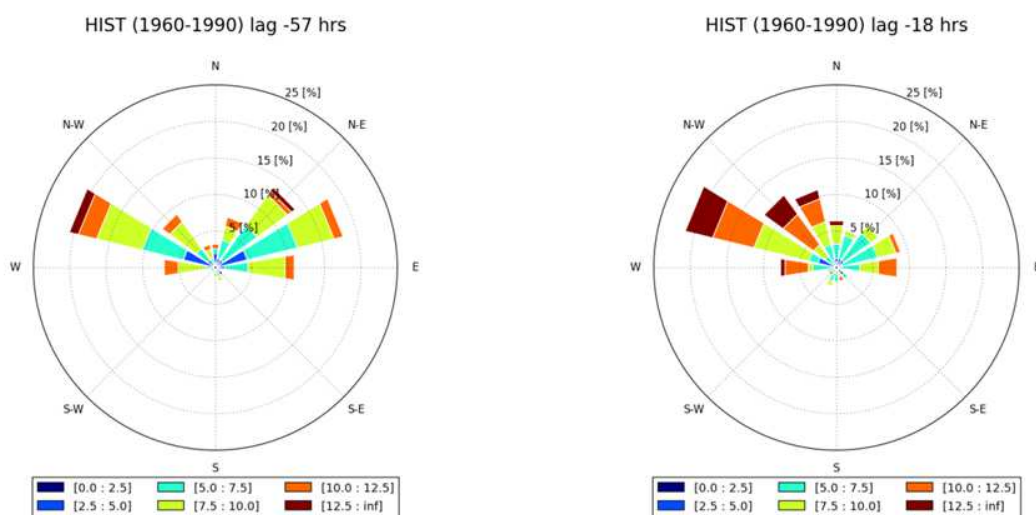 HIST (1960-1990) lag -57 hrs
N
25 [%]
N-W
20 [%]
N-E
15 [%]
10 [%]
5 [%]
W
E
S-W
S-E
S
[0.0 : 2.5]
[5.0 : 7.5]
[10.0 : 12.5]
[2.5 : 5.0]
[7.5 : 10.0]
[12.5 : inf]
HIST (1960-1990) lag -18 hrs
N
25 [%]
N-W
20 [%]
N-E
15 [%]
10 [%]
5 [%]
W
S-W
S-E
S
[0.0 : 2.5]
[5.0 : 7.5]
[10.0 : 12.5]
[2.5 : 5.0]
[7.5 : 10.0]
[12.5 : inf]